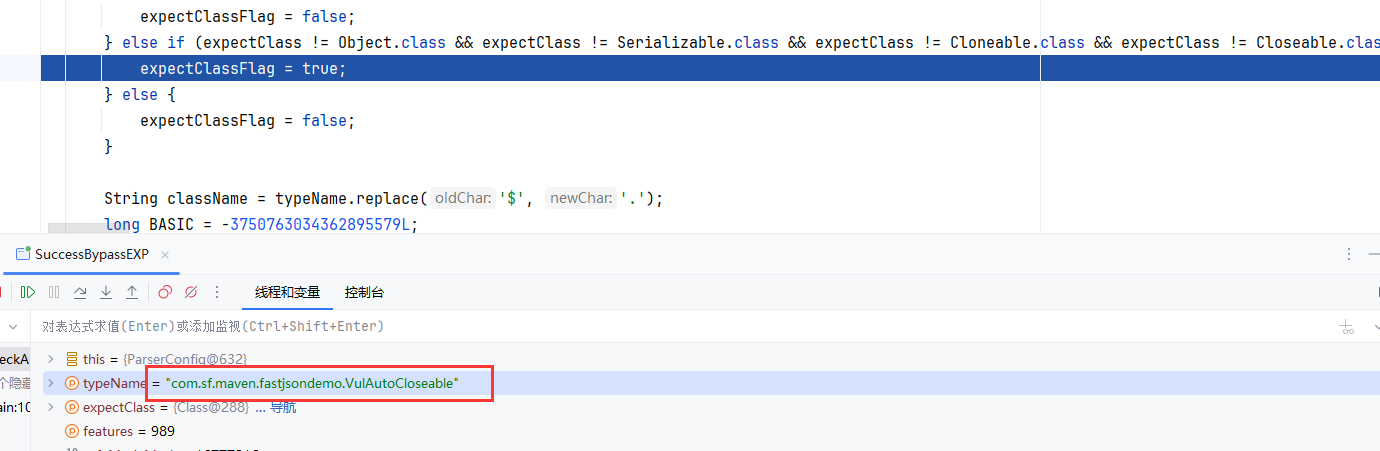 expectClassFlag = false;
} else if (expectClass != Object.class && expectClass != Serializable.class && expectClass != Cloneable.class && expectClass != Closeable.clas
expectClassFlag = true;
} else {
expectClassFlag = false;
}
String className = typeName.replace( oldChar: '$', newChar: '.');
long BASIC = -3750763034362895579L;
SuccessBypassEXP
线程和变量 控制台
对表达式求值(Enter)或添加监视(Ctrl+Shift+Enter)
eckA this = {ParserConfig@632}
个隐藏 typeName = "com.sf.maven.fastjsondemo.VulAutoCloseable"
ain:10 expectClass = {Class@288} ... 导航
features = 989